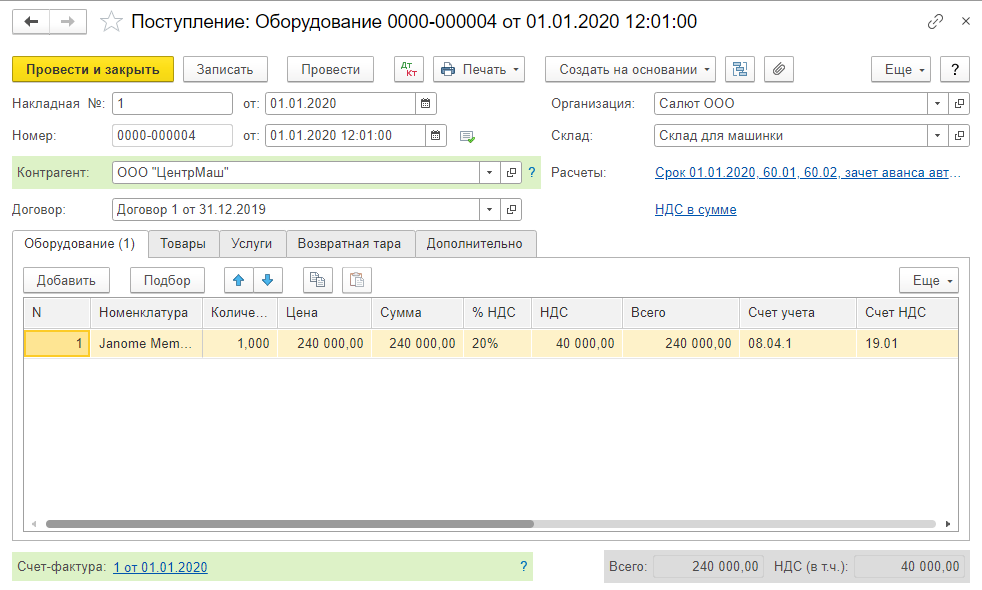 Поступление: Оборудование 0000-000004 от 01.01.2020 12:01:00
Провести и закрыть Записать Провести Дт Кт Печать Создать на основании Еще ?
Накладная №: 1 от: 01.01.2020 Организация: Салют ООО
Номер: 0000-000004 от: 01.01.2020 12:01:00 Склад: Склад для машинки
Контрагент: ООО "ЦентрМаш" ? Расчеты: Срок 01.01.2020, 60.01, 60.02, зачет аванса авт...
Договор: Договор 1 от 31.12.2019 НДС в сумме
Оборудование (1) Товары Услуги Возвратная тара Дополнительно
Добавить Подбор Еще
N Номенклатура Количе... Цена Сумма % НДС НДС Всего Счет учета Счет НДС
1 Janome Mem... 1,000 240 000,00 240 000,00 20% 40 000,00 240 000,00 08.04.1 19.01
Счет-фактура: 1 от 01.01.2020 ? Всего: 240 000,00 НДС (в т.ч.): 40 000,00